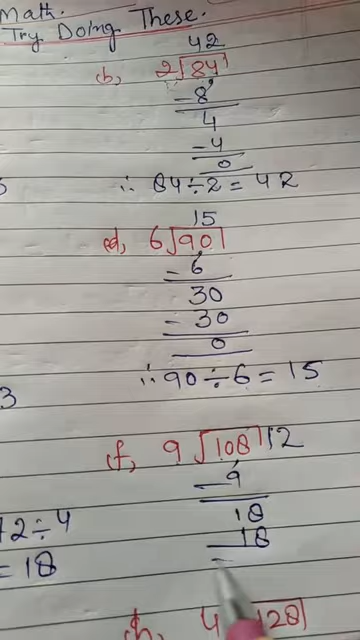 Math.
Try Doing These.
42
b, 2√84
- 8
4
- 4
0
∴ 84÷2 = 42
15
d, 6√90
- 6
30
- 30
0
∴ 90÷6 = 15
3
f, 9√108 12
- 9
18
18
72÷4
= 18
h, 4 128